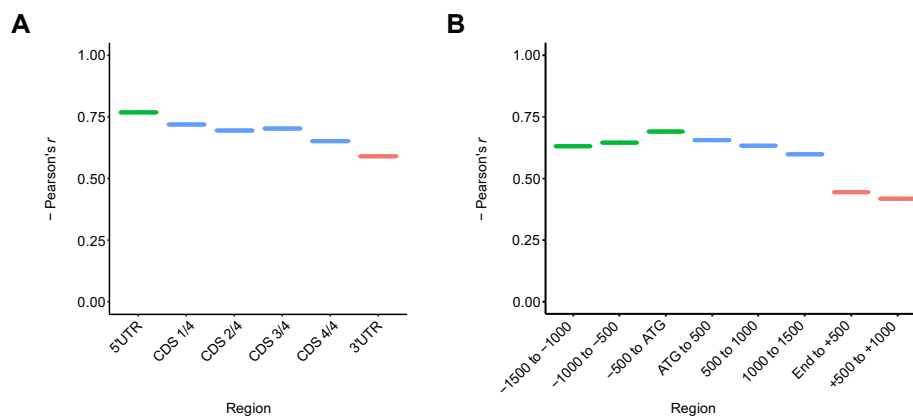 A
– Pearson's r
1.00
0.75
0.50
0.25
0.00
5'UTR
CDS 1/4
CDS 2/4
CDS 3/4
CDS 4/4
3'UTR
Region
B
– Pearson's r
1.00
0.75
0.50
0.25
0.00
−1500 to −1000
−1000 to −500
−500 to ATG
ATG to 500
500 to 1000
1000 to 1500
End to +500
+500 to +1000
Region